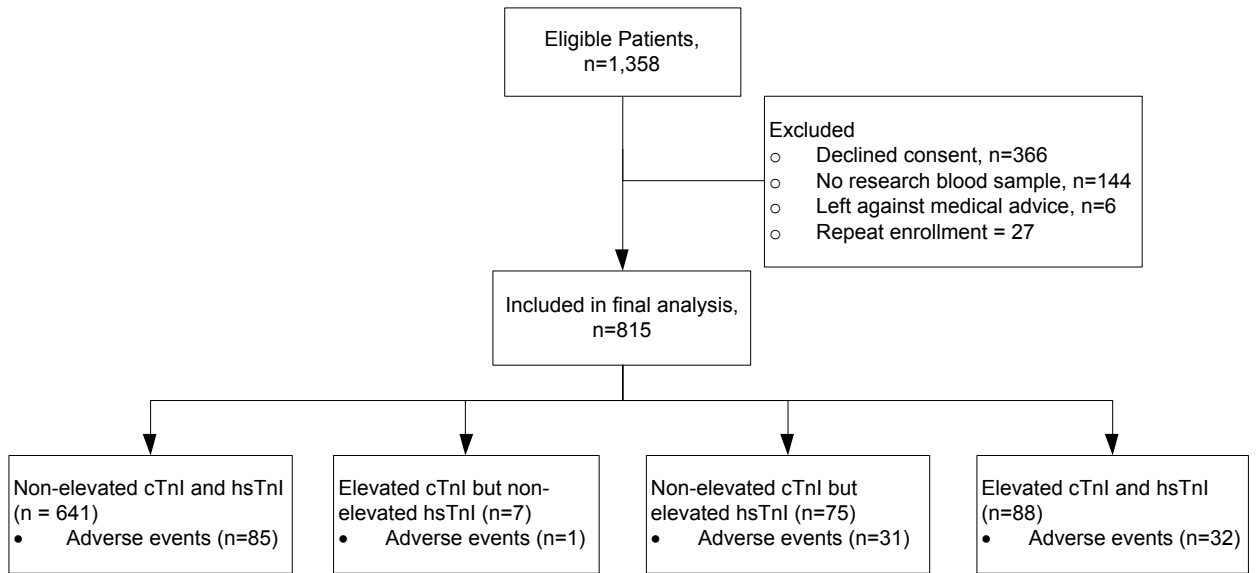 Eligible Patients,
n=1,358
Excluded
o Declined consent, n=366
o No research blood sample, n=144
o Left against medical advice, n=6
o Repeat enrollment = 27
Included in final analysis,
n=815
Non-elevated cTnI and hsTnI
(n = 641)
• Adverse events (n=85)
Elevated cTnI but non-
elevated hsTnI (n=7)
• Adverse events (n=1)
Non-elevated cTnI but
elevated hsTnI (n=75)
• Adverse events (n=31)
Elevated cTnI and hsTnI
(n=88)
• Adverse events (n=32)